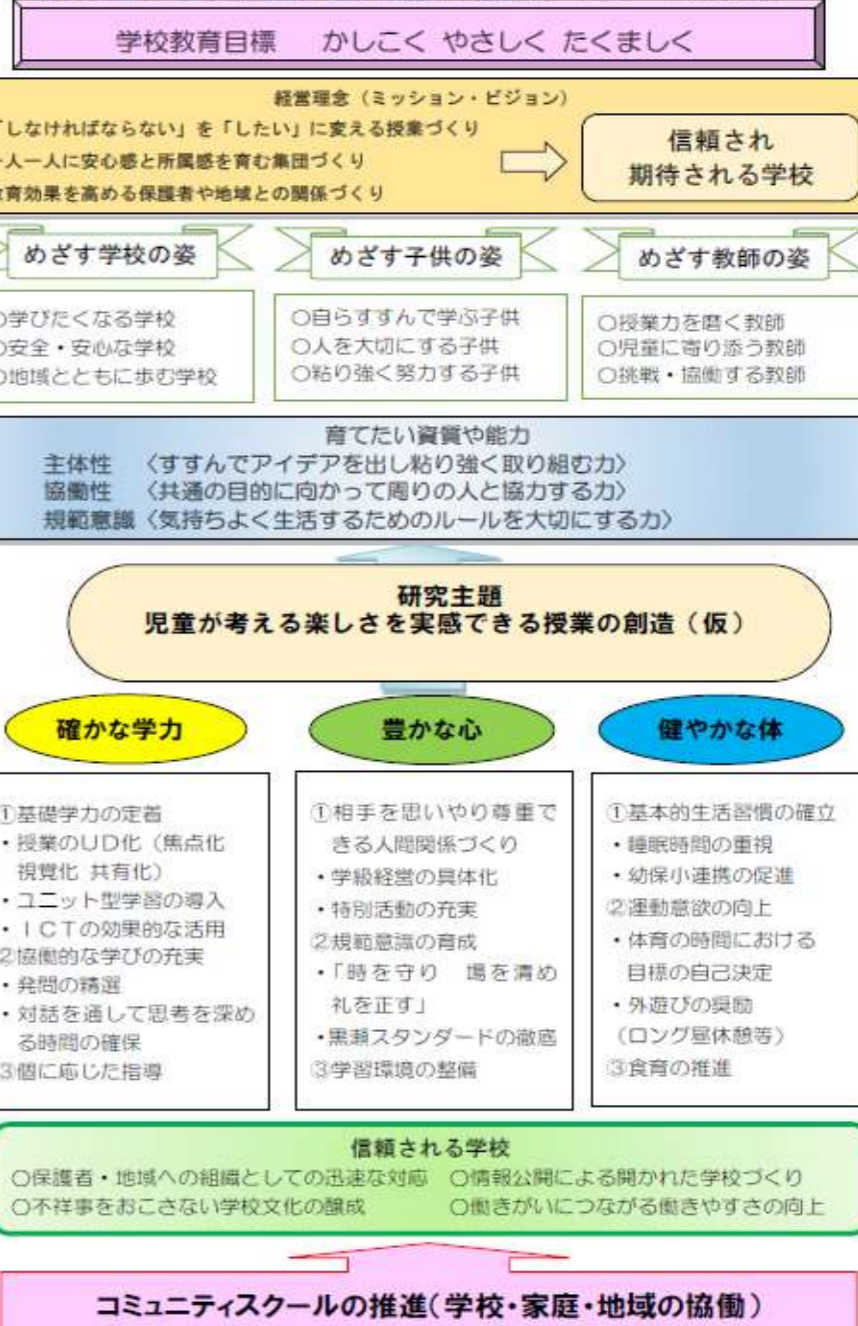 学校教育目標　かしこく やさしく たくましく
経営理念（ミッション・ビジョン）
「しなければならない」を「したい」に変える授業づくり
一人一人に安心感と所属感を育む集団づくり
教育効果を高める保護者や地域との関係づくり
信頼され
期待される学校
めざす学校の姿
○学びたくなる学校
○安全・安心な学校
○地域とともに歩む学校
めざす子供の姿
○自らすすんで学ぶ子供
○人を大切にする子供
○粘り強く努力する子供
めざす教師の姿
○授業力を磨く教師
○児童に寄り添う教師
○挑戦・協働する教師
育てたい資質や能力
主体性　〈すすんでアイデアを出し粘り強く取り組む力〉
協働性　〈共通の目的に向かって周りの人と協力する力〉
規範意識〈気持ちよく生活するためのルールを大切にする力〉
研究主題
児童が考える楽しさを実感できる授業の創造（仮）
確かな学力
①基礎学力の定着
・授業のＵＤ化（焦点化
視覚化 共有化）
・ユニット型学習の導入
・ＩＣＴの効果的な活用
②協働的な学びの充実
・発問の精選
・対話を通して思考を深め
る時間の確保
③個に応じた指導
豊かな心
①相手を思いやり尊重で
きる人間関係づくり
・学級経営の具体化
・特別活動の充実
②規範意識の育成
・「時を守り　場を清め
礼を正す」
・黒瀬スタンダードの徹底
③学習環境の整備
健やかな体
①基本的生活習慣の確立
・睡眠時間の重視
・幼保小連携の促進
②運動意欲の向上
・体育の時間における
目標の自己決定
・外遊びの奨励
（ロング昼休憩等）
③食育の推進
信頼される学校
○保護者・地域への組織としての迅速な対応　○情報公開による開かれた学校づくり
○不祥事をおこさない学校文化の醸成　○働きがいにつながる働きやすさの向上
コミュニティスクールの推進（学校・家庭・地域の協働）